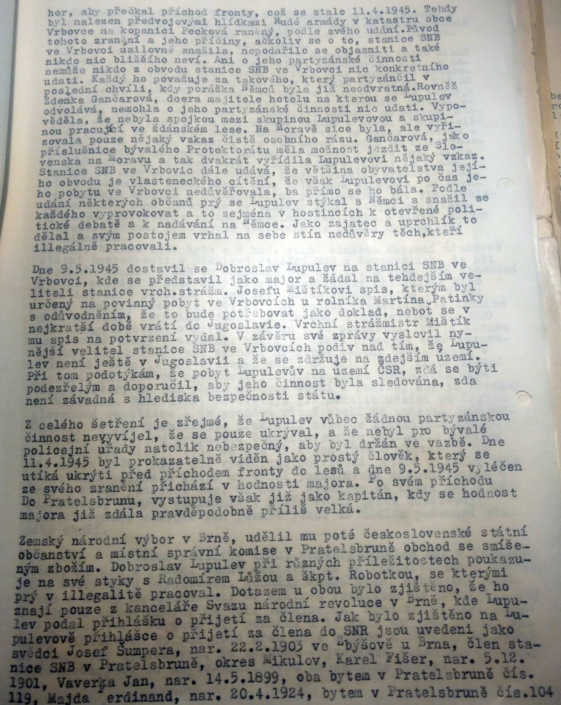 hor, aby přečkal příchod fronty, což se stalo 11.4.1945. Tehdy
byl nalezen předvojovými hlídkami Rudé armády v katastru obce
Vrbovce na kopanici Pecková raněný, podle svého udání. Původ
tohoto zranění a jeho příčiny, ačkoliv se o to, stanice SNB
ve Vrbovci usilovně snažila, nepodařilo se objasniti a také
nikdo nic bližšího neví. Ani o jeho partyzánské činnosti
nemůže nikdo z obvodu stanice SNB ve Vrbovci nic konkretního
udati. Každý ho považuje za takového, který partyzánčil v
poslední chvíli, kdy porážka Němců byla již neodvratná. Rovněž
Zdenka Gančarová, dcera majitele hotelu na kterou se Lupulev
odvolává, nemohla o jeho partyzánské činnosti nic udati. Vypo-
věděla, že nebyla spojkou mezi skupinou Lupulevovou a skupi-
nou pracující ve ždánském lese. Na Moravě sice byla, ale vyři-
zovala pouze nějaký vzkaz čistě osobního rázu. Gančarová, jako
příslušnice bývalého Protektorátu měla možnost jezdit ze Slo-
venska na Moravu a tak dvakrát vyřídila Lupulevovi nějaký vzkaz.
Stanice SNB ve Vrbovci dále udává, že většina obyvatelstva její-
ho obvodu je vlasteneckého cítění, že však Lupulevovi po čas je-
ho pobytu ve Vrbovci nedůvěřovala, ba přímo se ho bála. Podle
udání některých občanů prý se Lupulev stýkal s Němci a snažil se
každého vyprovokovat a to zejména v hostincích k otevřené poli-
tické debatě a k nadávání na Němce. Jako zajatec a uprchlík to
dělal a svým postojem vrhal na sebe stín nedůvěry těch, kteří
illegálně pracovali.
Dne 9.5.1945 dostavil se Dobroslav Lupulev na stanici SNB ve
Vrbovci, kde se představil jako major a žádal na tehdejším ve-
liteli stanice vrch.strážm. Josefu Mištíkovi spis, kterým byl
určený na povinný pobyt ve Vrbovcích u rolníka Martina Patinky
s odůvodněním, že to bude potřebovat jako doklad, nebot se v
nejkratší době vrátí do Jugoslavie. Vrchní strážmistr Mištík
mu spis na potvrzení vydal. V závěru své zprávy vyslovil ny-
nější velitel stanice SNB ve Vrbovcích podiv nad tím, že Lupu-
lev není ještě v Jugoslavii a že se zdržuje na zdejším území.
Při tom podotýkám, že pobyt Lupulevův na území ČSR, zdá se býti
podezřelým a doporučil, aby jeho činnost byla sledována, zda
není závadná s hlediska bezpečnosti státu.
Z celého šetření je zřejmé, že Lupulev vůbec žádnou partyzánskou
činnost nevyvíjel, že se pouze ukrýval, a že nebyl pro bývalé
policejní úřady natolik nebezpečný, aby byl držán ve vazbě. Dne
11.4.1945 byl prokazatelně viděn jako prostý člověk, který se
utíká ukrýti před příchodem fronty do lesů a dne 9.5.1945 vyléčen
ze svého zranění přichází v hodnosti majora. Po svém příchodu
Do Pratelsbrunu, vystupuje však již jako kapitán, kdy se hodnost
majora již zdála pravděpodobně příliš velká.
Zemský národní výbor v Brně, udělil mu poté československé státní
občanství a místní správní komise v Pratelsbruně obchod se smíše-
ným zbožím. Dobroslav Lupulev při různých příležitostech poukazu-
je na své styky s Radomírem Lůžou a škpt. Robotkou, se kterými
prý v illegalitě pracoval. Dotazem u obou bylo zjištěno, že ho
znají pouze z kanceláře Svazu národní revoluce v Brně, kde Lupu-
lev podal přihlášku o přijetí za člena. Jak bylo zjištěno na Lu-
pulevově přihlášce o přijetí za člena do SNR jsou uvedeni jako
svědci Josef Šumpera, nar. 22.2.1903 ve Zbýšově u Brna, člen sta-
nice SNB v Pratelsbruně, okres Mikulov, Karel Fišer, nar. 5.12.
1901, Vaverka Jan, nar. 14.5.1899, oba bytem v Pratelsbruně čís.
119, Majda Ferdinand, nar. 20.4.1924, bytem v Pratelsbruně čís.104